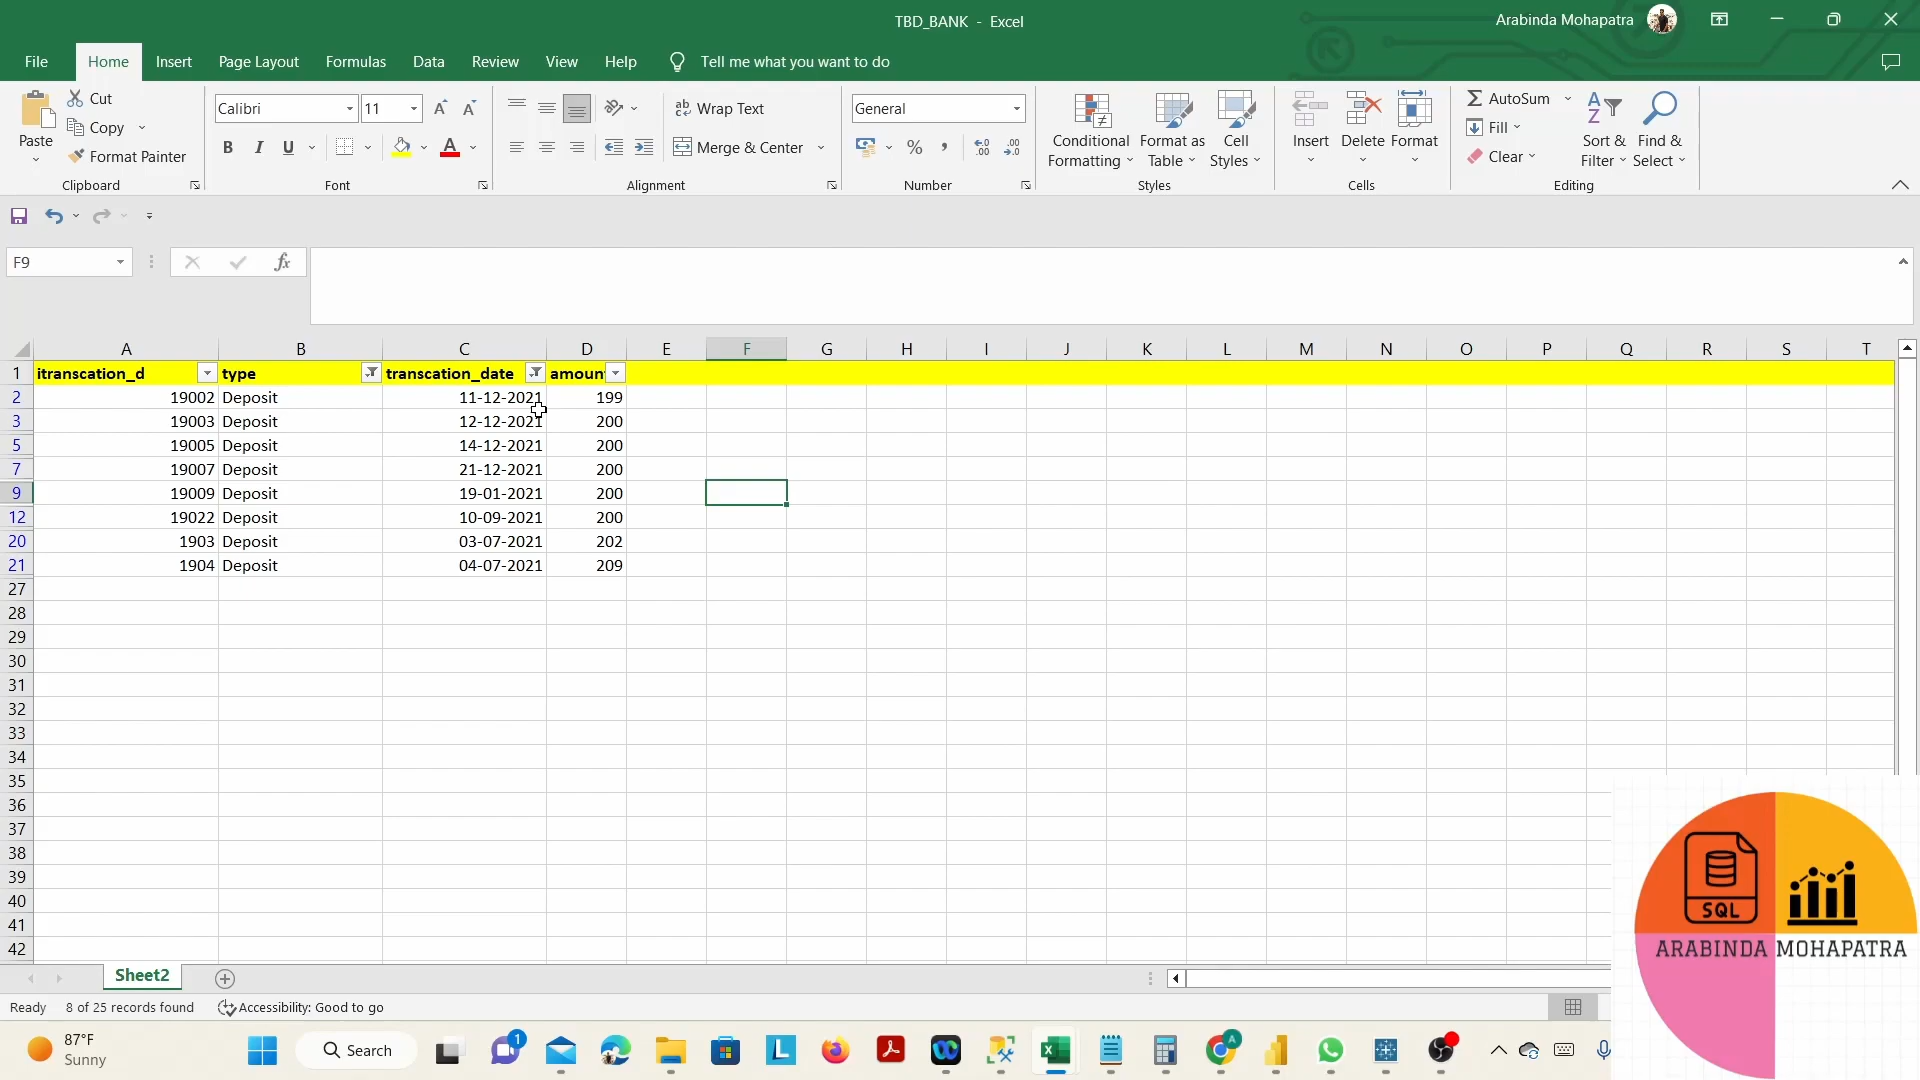 TBD_BANK - Excel
Arabinda Mohapatra
File Home Insert Page Layout Formulas Data Review View Help Tell me what you want to do
Paste
Cut
Copy
Format Painter
Clipboard
Calibri 11
B I U
Font
Wrap Text
Merge & Center
Alignment
General
Number
Conditional Formatting
Format as Table
Cell Styles
Styles
Insert Delete Format
Cells
AutoSum
Fill
Clear
Sort & Filter
Find & Select
Editing
F9
fx
A B C D E F G H I J K L M N O P Q R S T
1 itranscation_d type transcation_date amoun
2 19002 Deposit 11-12-2021 199
3 19003 Deposit 12-12-2021 200
5 19005 Deposit 14-12-2021 200
7 19007 Deposit 21-12-2021 200
9 19009 Deposit 19-01-2021 200
12 19022 Deposit 10-09-2021 200
20 1903 Deposit 03-07-2021 202
21 1904 Deposit 04-07-2021 209
27
28
29
30
31
32
33
34
35
36
37
38
39
40
41
42
SQL
ARABINDA MOHAPATRA
Sheet2
Ready 8 of 25 records found Accessibility: Good to go
87°F
Sunny
Search
1
L
A